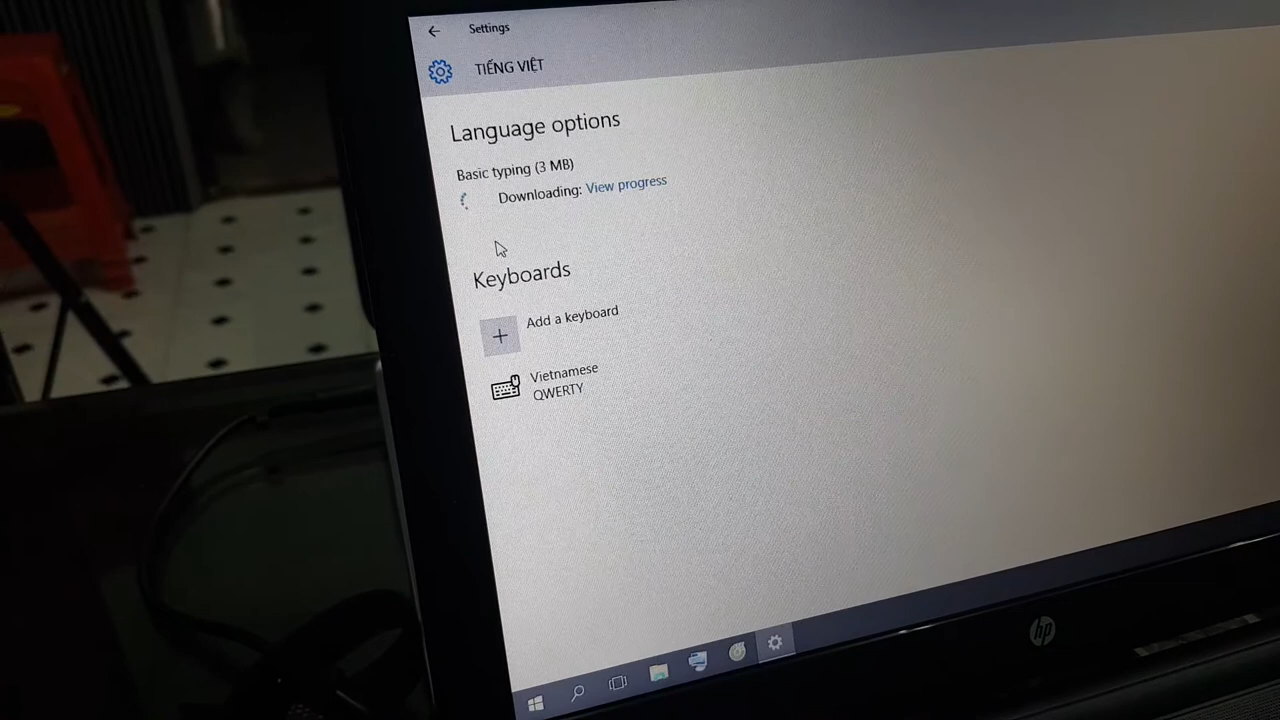 Settings
TIẾNG VIỆT
Language options
Basic typing (3 MB)
Downloading: View progress
Keyboards
Add a keyboard
Vietnamese
QWERTY
hp